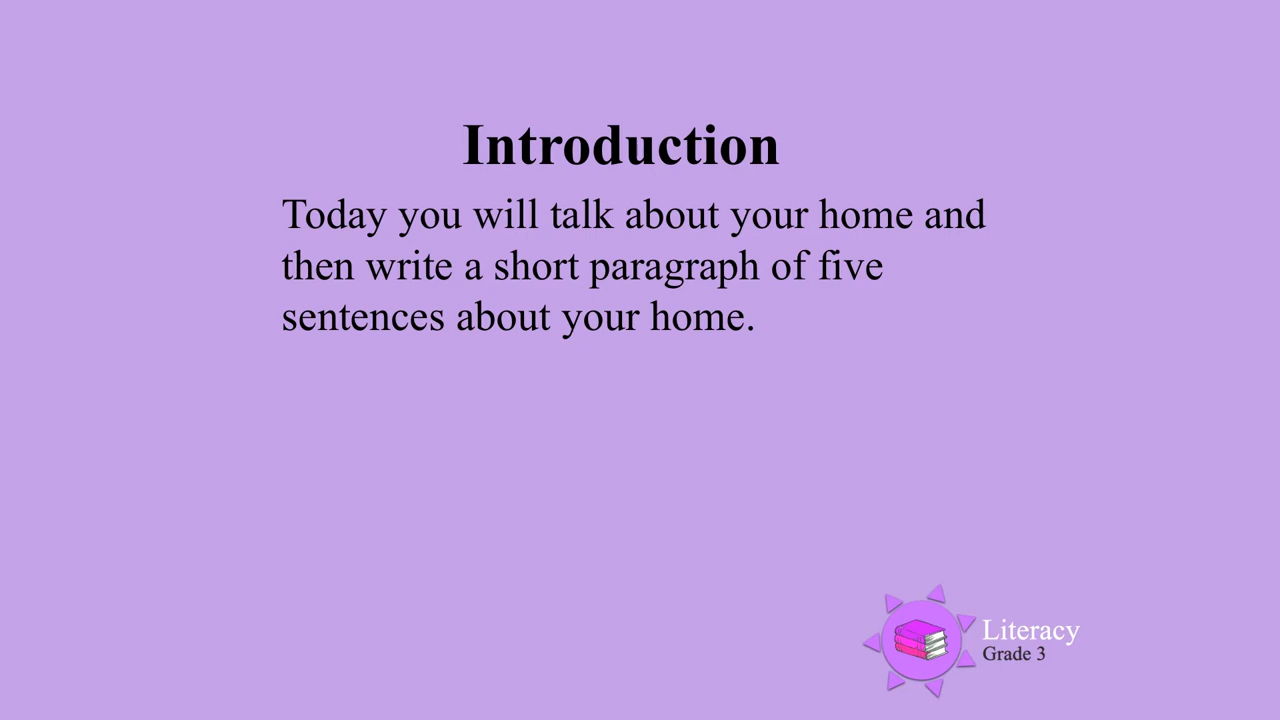 Introduction
Today you will talk about your home and
then write a short paragraph of five
sentences about your home.
Literacy
Grade 3